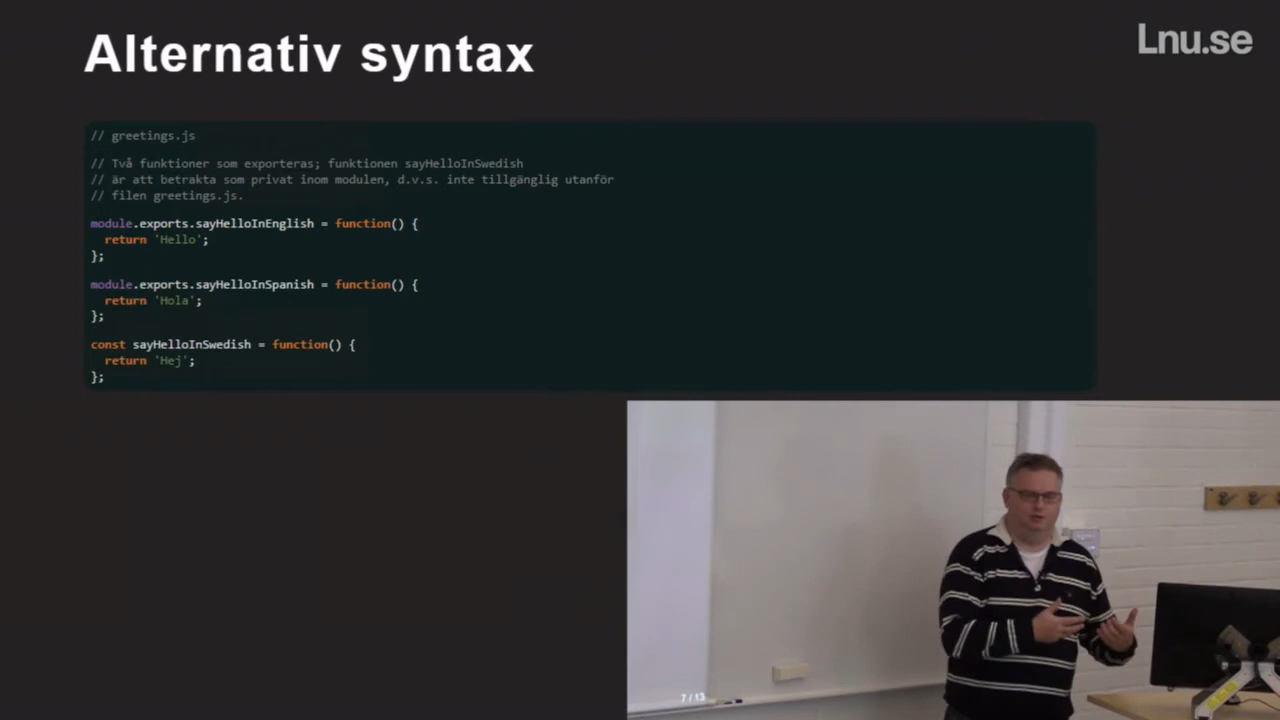 Alternativ syntax
Lnu.se
// greetings.js
// Två funktioner som exporteras; funktionen sayHelloInSwedish
// är att betrakta som privat inom modulen, d.v.s. inte tillgänglig utanför
// filen greetings.js.
module.exports.sayHelloInEnglish = function() {
  return 'Hello';
};
module.exports.sayHelloInSpanish = function() {
  return 'Hola';
};
const sayHelloInSwedish = function() {
  return 'Hej';
};
7 / 13